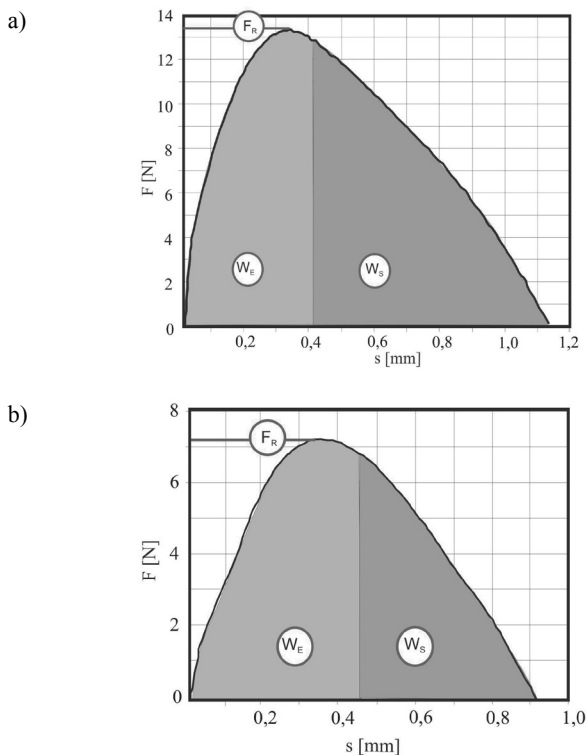 a)
14
F_R
12
10
8
F [N]
6
4
W_E
W_S
2
0
0,2 0,4 0,6 0,8 1,0 1,2
s [mm]
b)
8
F_R
6
F [N]
4
2
W_E
W_S
0
0,2 0,4 0,6 0,8 1,0
s [mm]